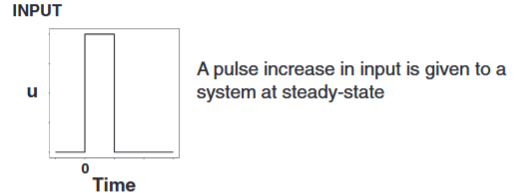 INPUT
A pulse increase in input is given to a
system at steady-state
u
0
Time